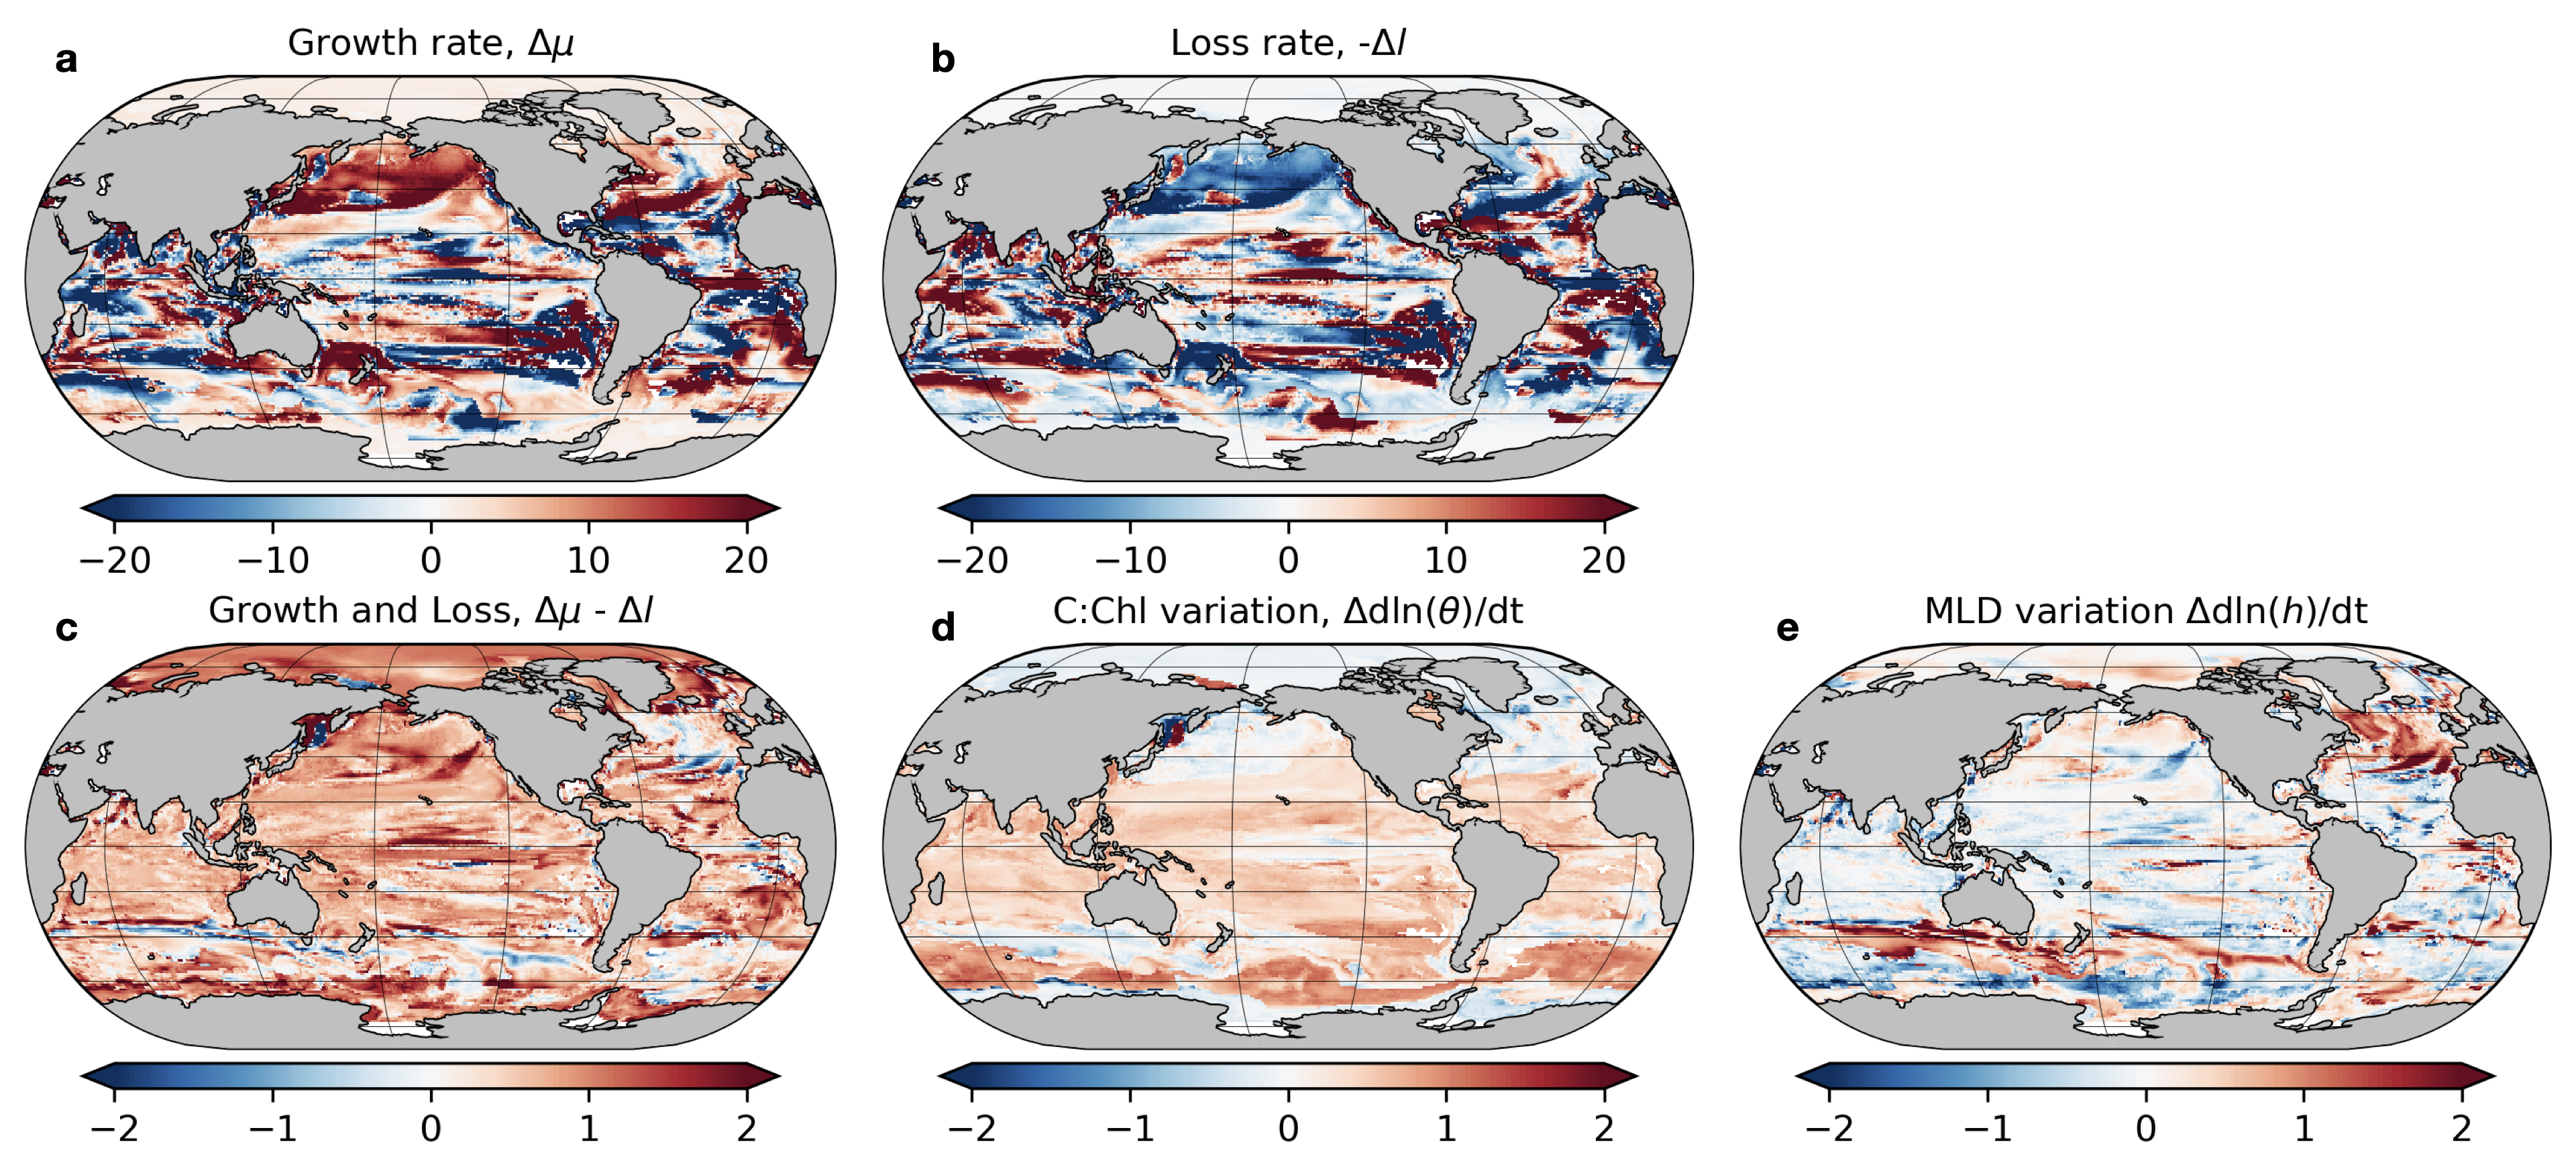 a
Growth rate, Δμ
b
Loss rate, -Δl
−20 −10 0 10 20
−20 −10 0 10 20
c
Growth and Loss, Δμ - Δl
d
C:Chl variation, Δdln(θ)/dt
e
MLD variation Δdln(h)/dt
−2 −1 0 1 2
−2 −1 0 1 2
−2 −1 0 1 2